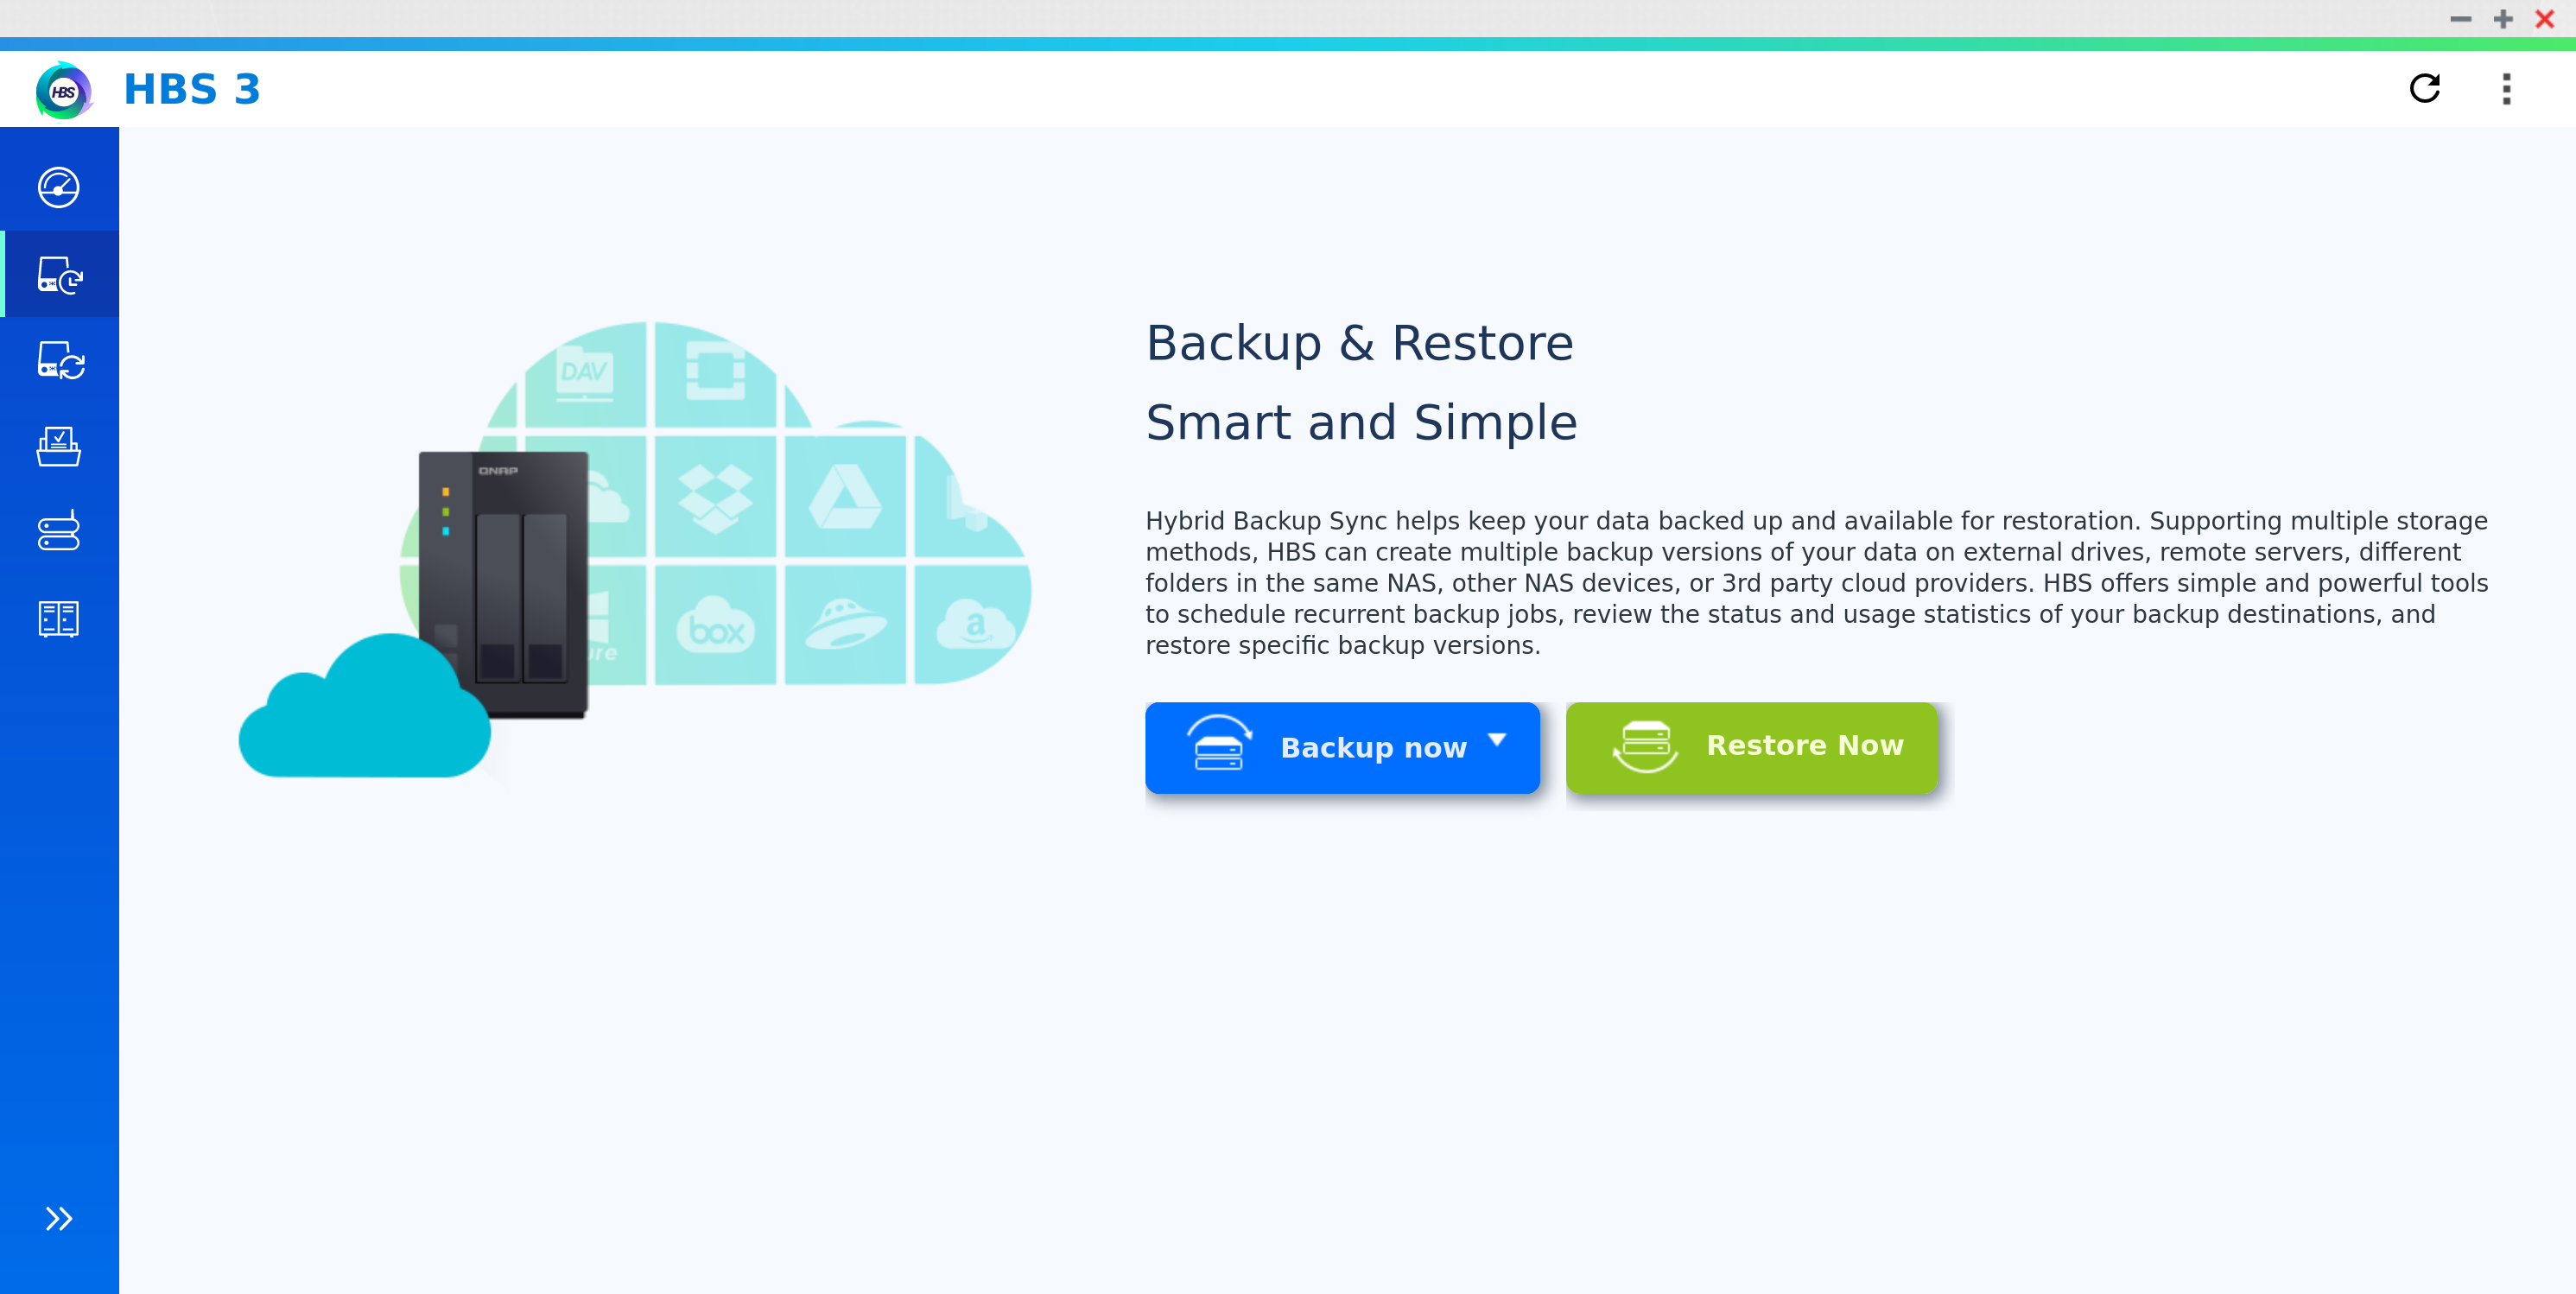 HBS
HBS 3
Backup & Restore
Smart and Simple
DAV
QNAP
Hybrid Backup Sync helps keep your data backed up and available for restoration. Supporting multiple storage
methods, HBS can create multiple backup versions of your data on external drives, remote servers, different
folders in the same NAS, other NAS devices, or 3rd party cloud providers. HBS offers simple and powerful tools
to schedule recurrent backup jobs, review the status and usage statistics of your backup destinations, and
restore specific backup versions.
box
a
ure
Backup now
Restore Now